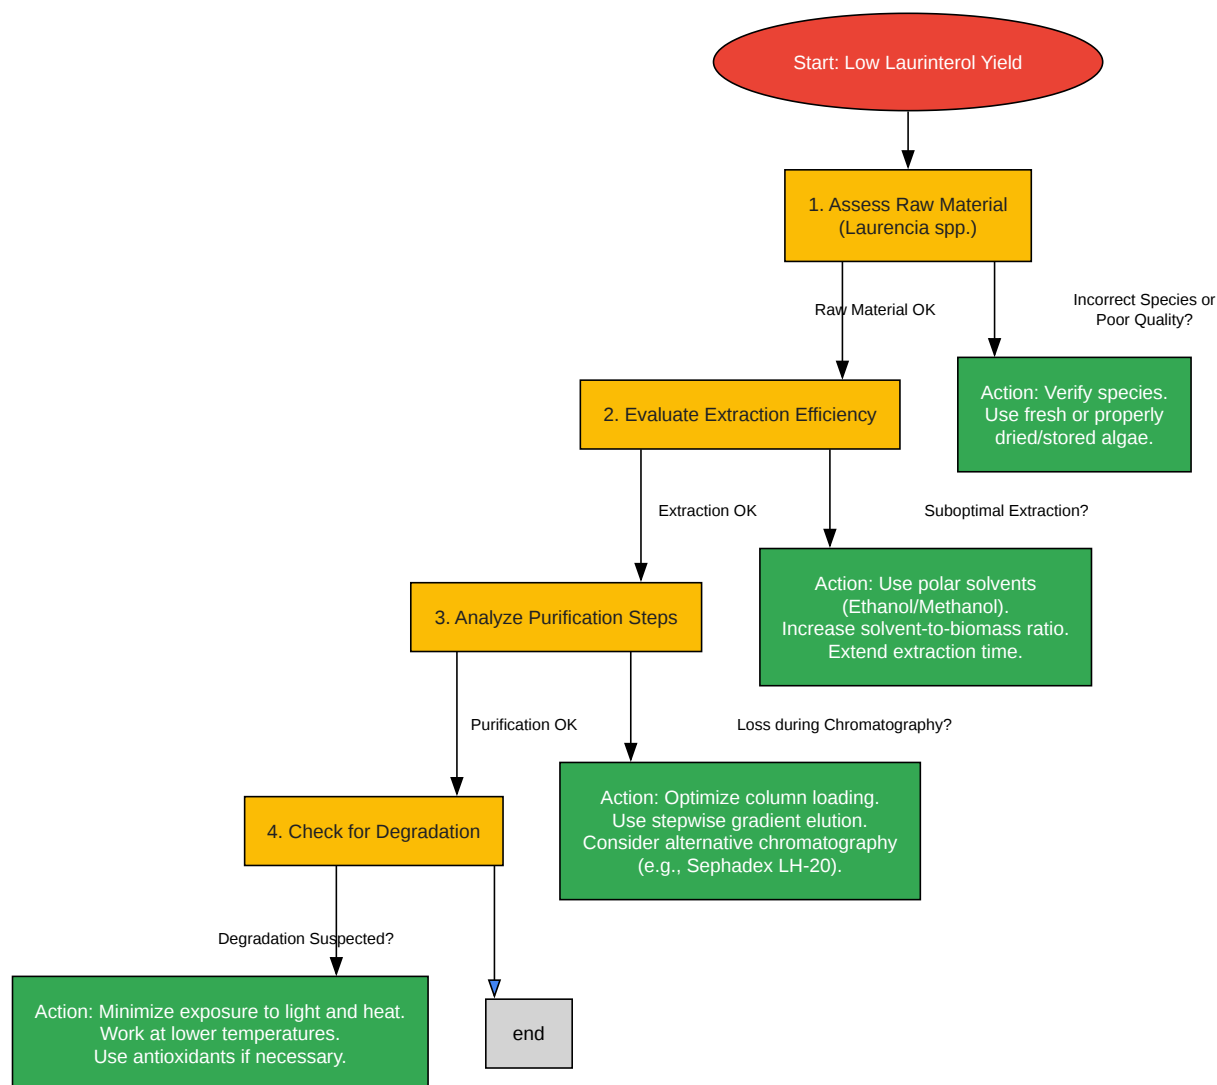 Start: Low Laurinterol Yield
1. Assess Raw Material
(Laurencia spp.)
Raw Material OK
Incorrect Species or
Poor Quality?
Action: Verify species.
Use fresh or properly
dried/stored algae.
2. Evaluate Extraction Efficiency
Extraction OK
Suboptimal Extraction?
Action: Use polar solvents
(Ethanol/Methanol).
Increase solvent-to-biomass ratio.
Extend extraction time.
3. Analyze Purification Steps
Purification OK
Loss during Chromatography?
Action: Optimize column loading.
Use stepwise gradient elution.
Consider alternative chromatography
(e.g., Sephadex LH-20).
4. Check for Degradation
Degradation Suspected?
Action: Minimize exposure to light and heat.
Work at lower temperatures.
Use antioxidants if necessary.
end